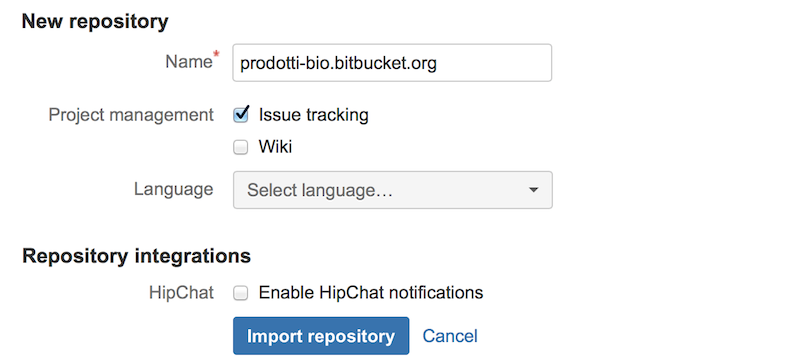 New repository
Name*
prodotti-bio.bitbucket.org
Project management
Issue tracking
Wiki
Language
Select language…
Repository integrations
HipChat
Enable HipChat notifications
Import repository
Cancel